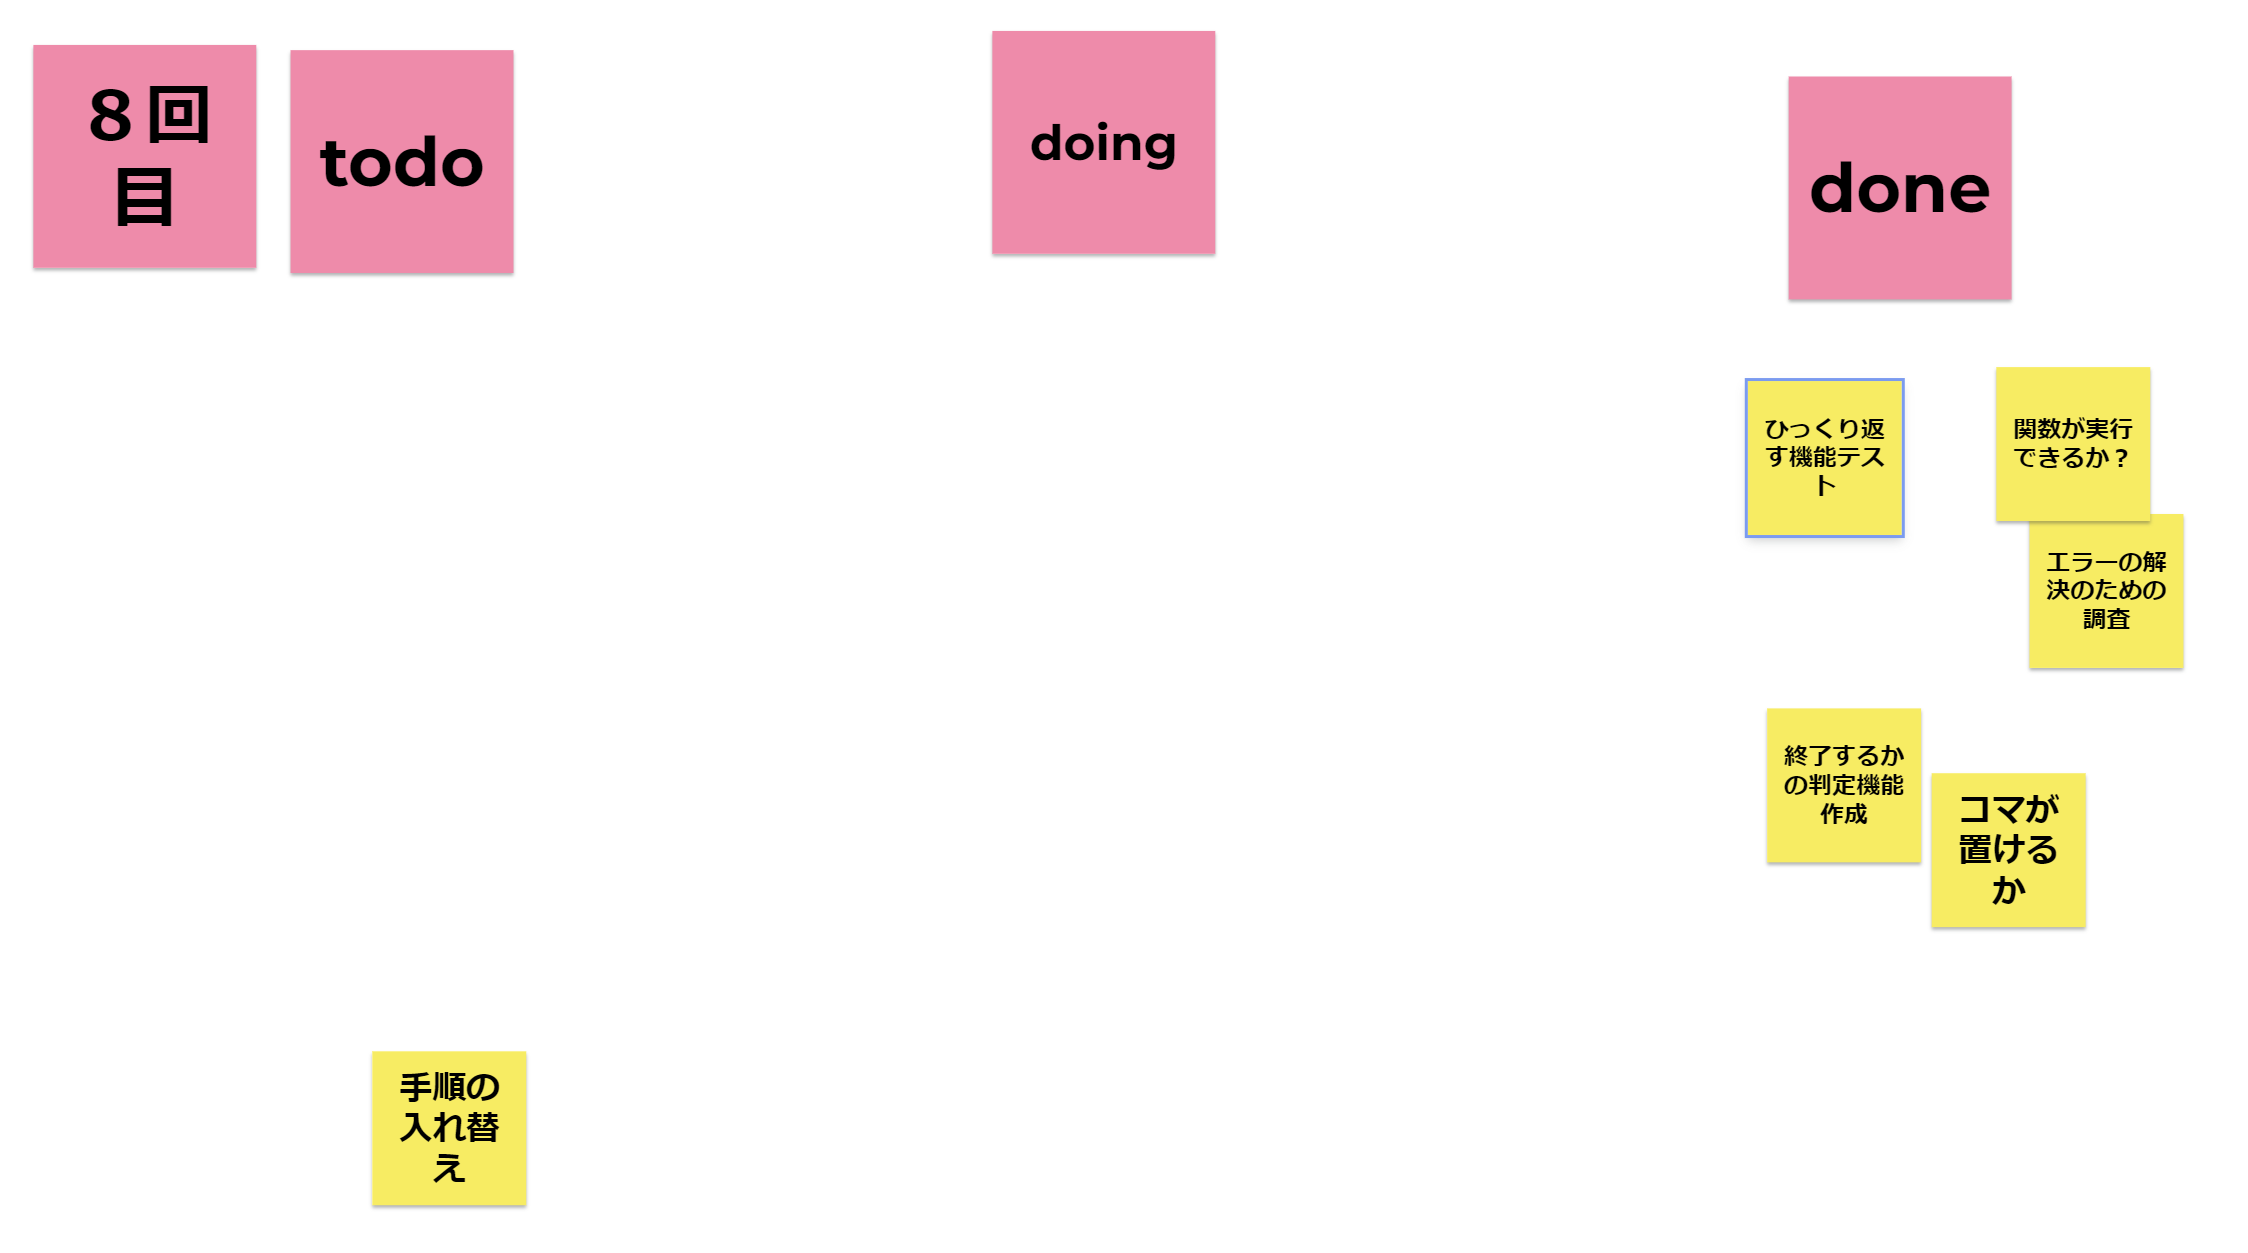 ８回
目
todo
doing
done
ひっくり返
す機能テス
ト
関数が実行
できるか？
エラーの解
決のための
調査
終了するか
の判定機能
作成
コマが
置ける
か
手順の
入れ替
え